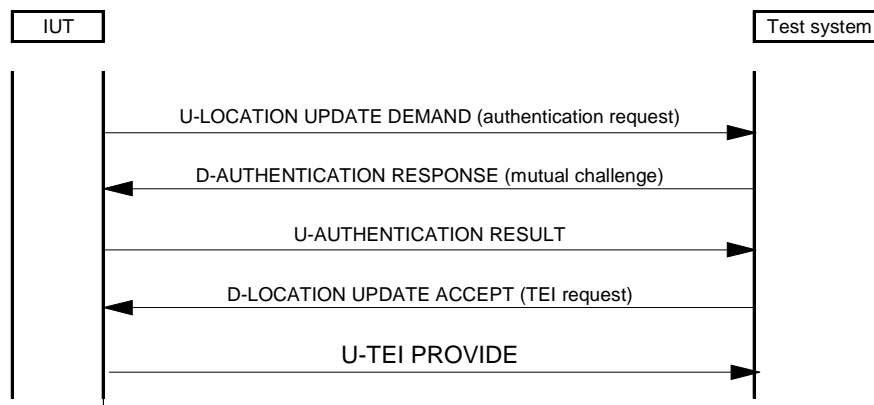 IUT
Test system
U-LOCATION UPDATE DEMAND (authentication request)
D-AUTHENTICATION RESPONSE (mutual challenge)
U-AUTHENTICATION RESULT
D-LOCATION UPDATE ACCEPT (TEI request)
U-TEI PROVIDE